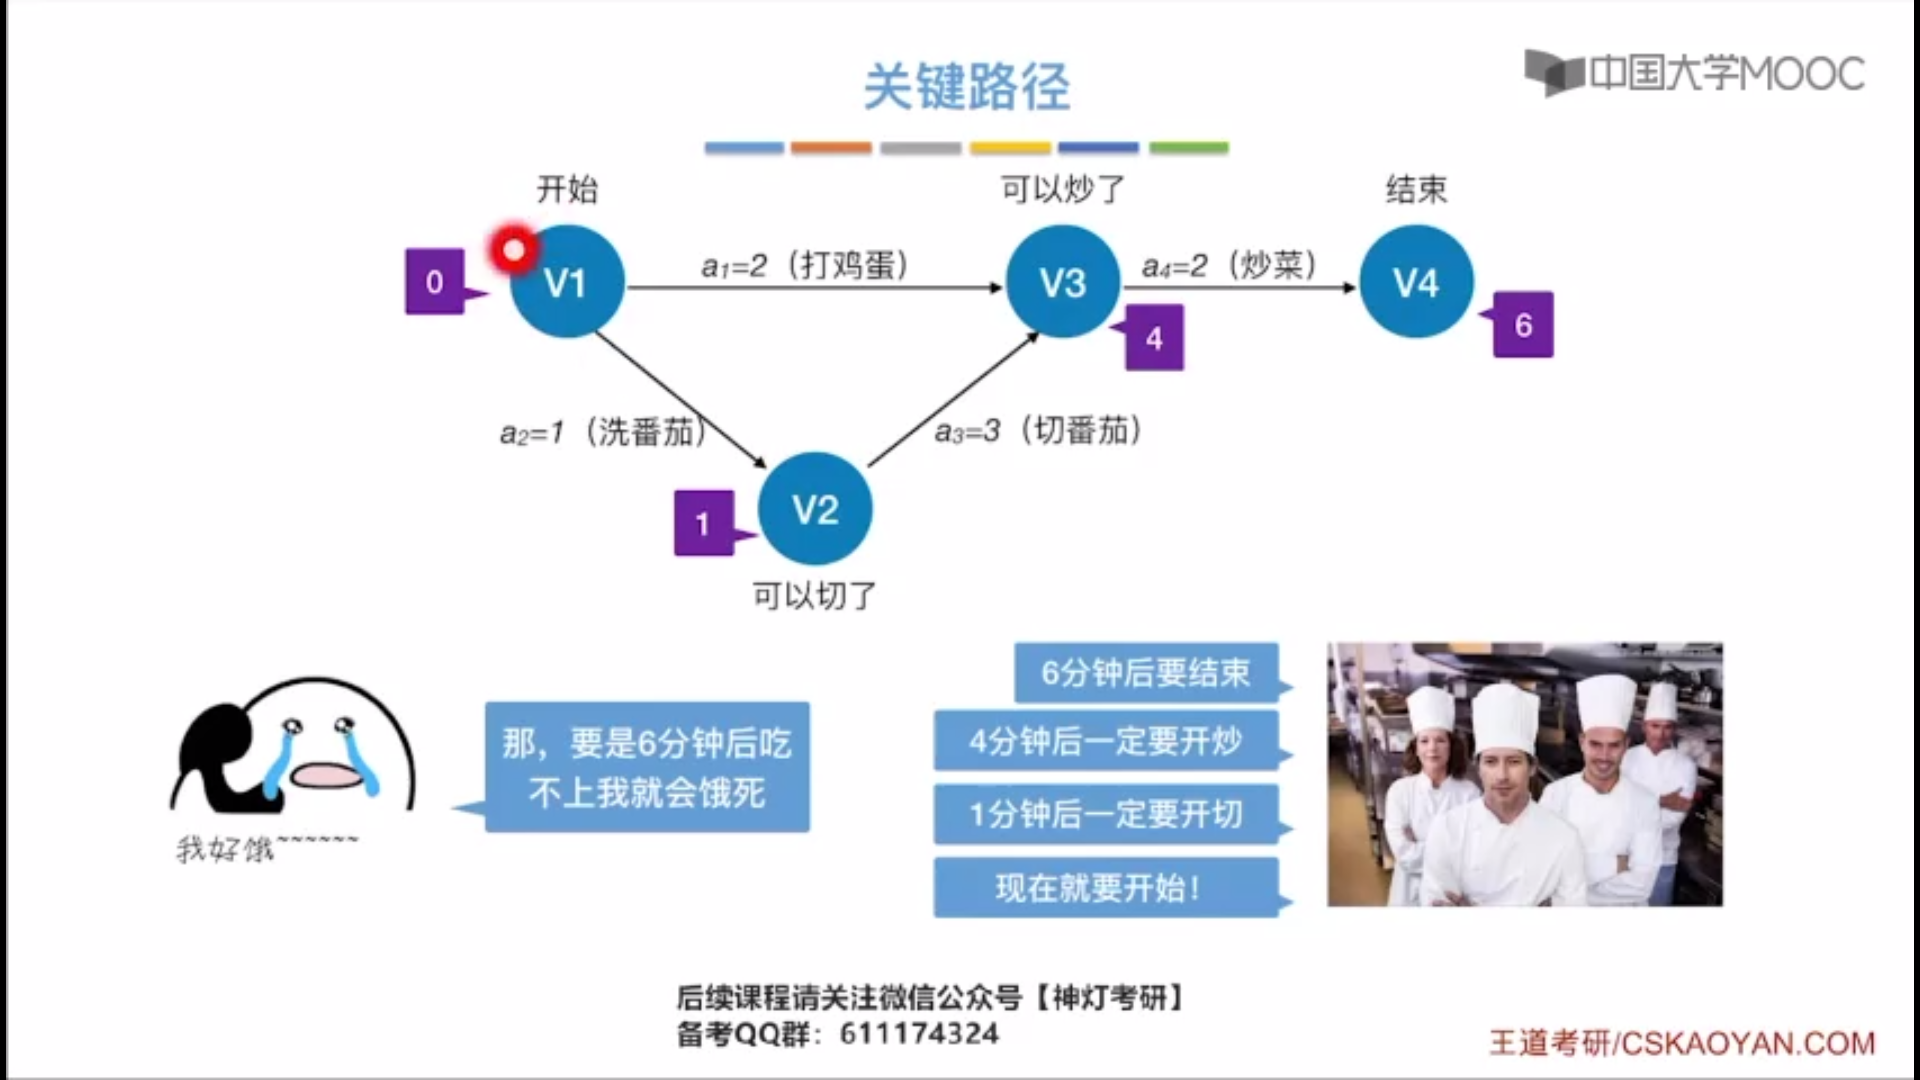 关键路径
中国大学MOOC
开始
可以炒了
结束
0
V1
a₁=2（打鸡蛋）
V3
a₄=2（炒菜）
V4
4
6
a₂=1（洗番茄）
a₃=3（切番茄）
1
V2
可以切了
6分钟后要结束
4分钟后一定要开炒
1分钟后一定要开切
现在就要开始！
那，要是6分钟后吃
不上我就会饿死
我好饿~~~~~~
后续课程请关注微信公众号【神灯考研】
备考QQ群：611174324
王道考研/CSKAOYAN.COM